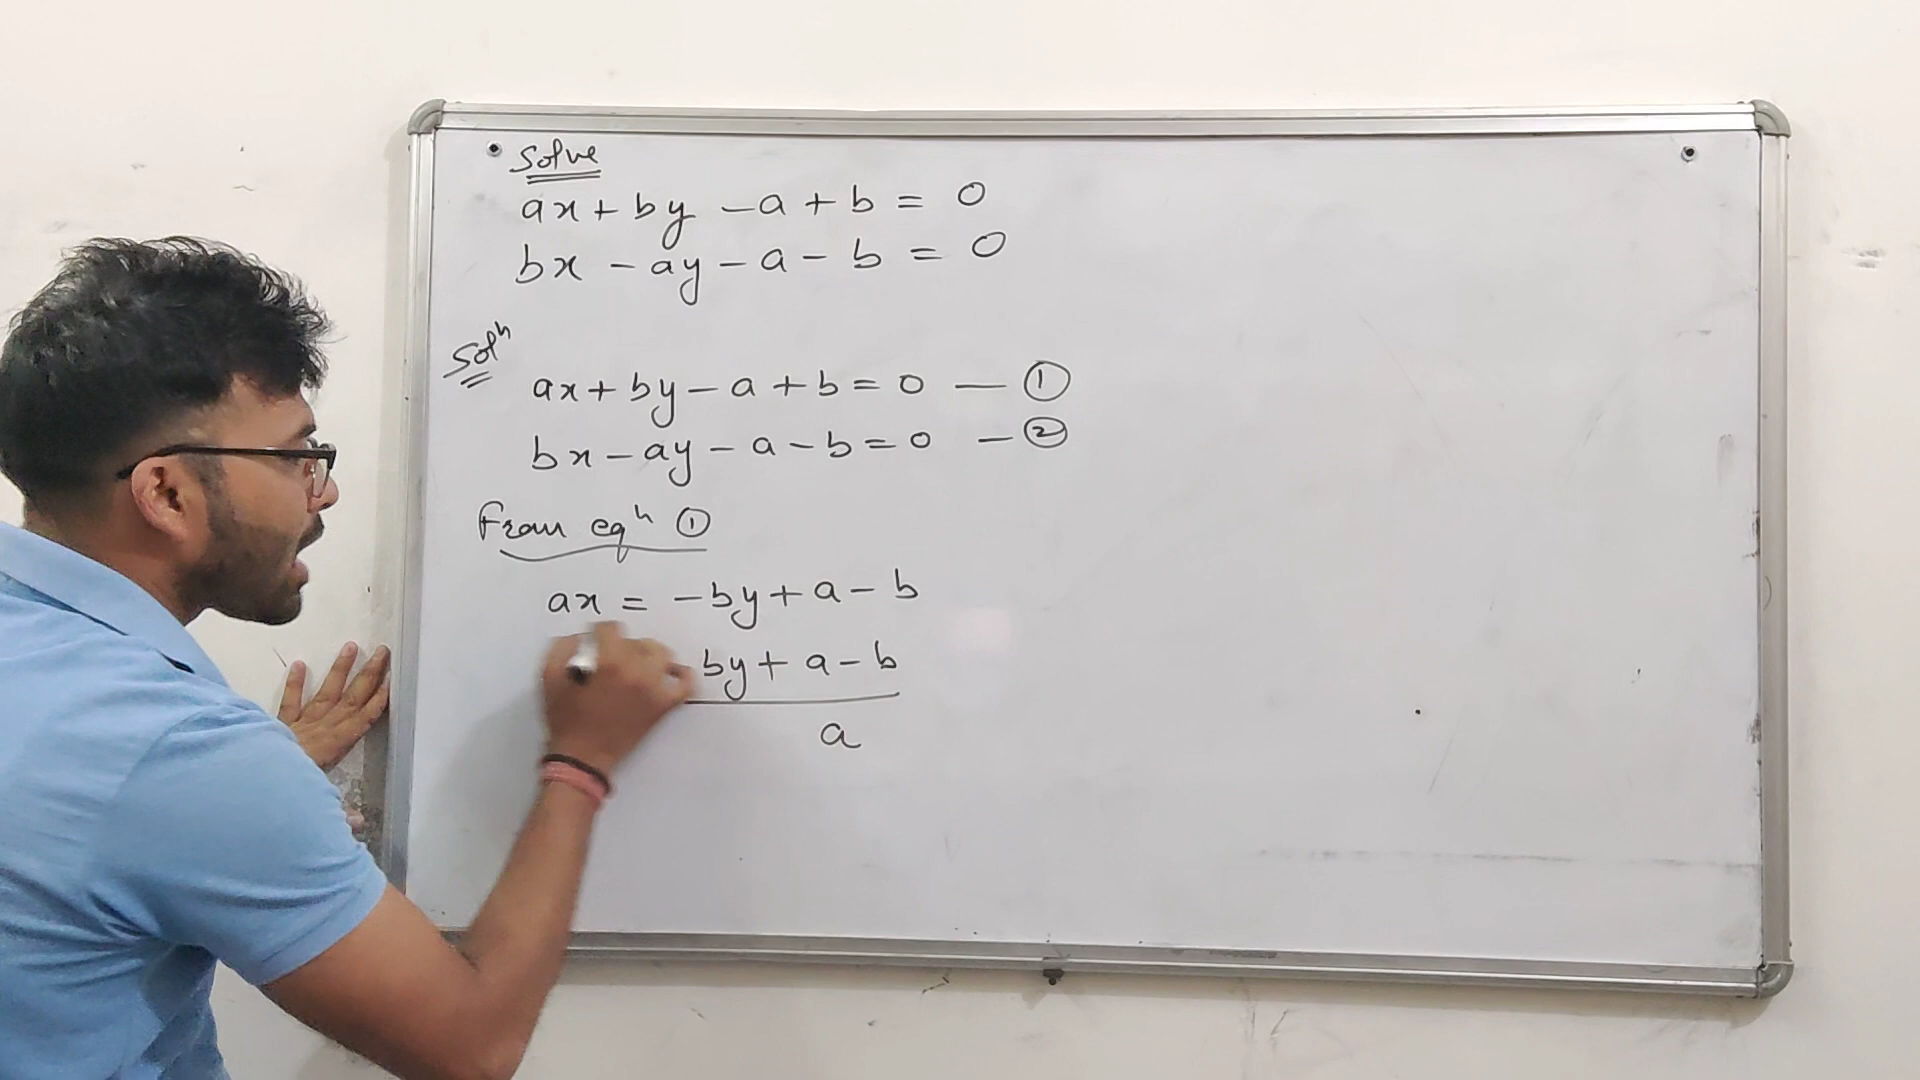 Solve
ax + by - a + b = 0
bx - ay - a - b = 0
Solⁿ
ax + by - a + b = 0 — ①
bx - ay - a - b = 0 — ②
From eqⁿ ①
ax = - by + a - b
by + a - b
a